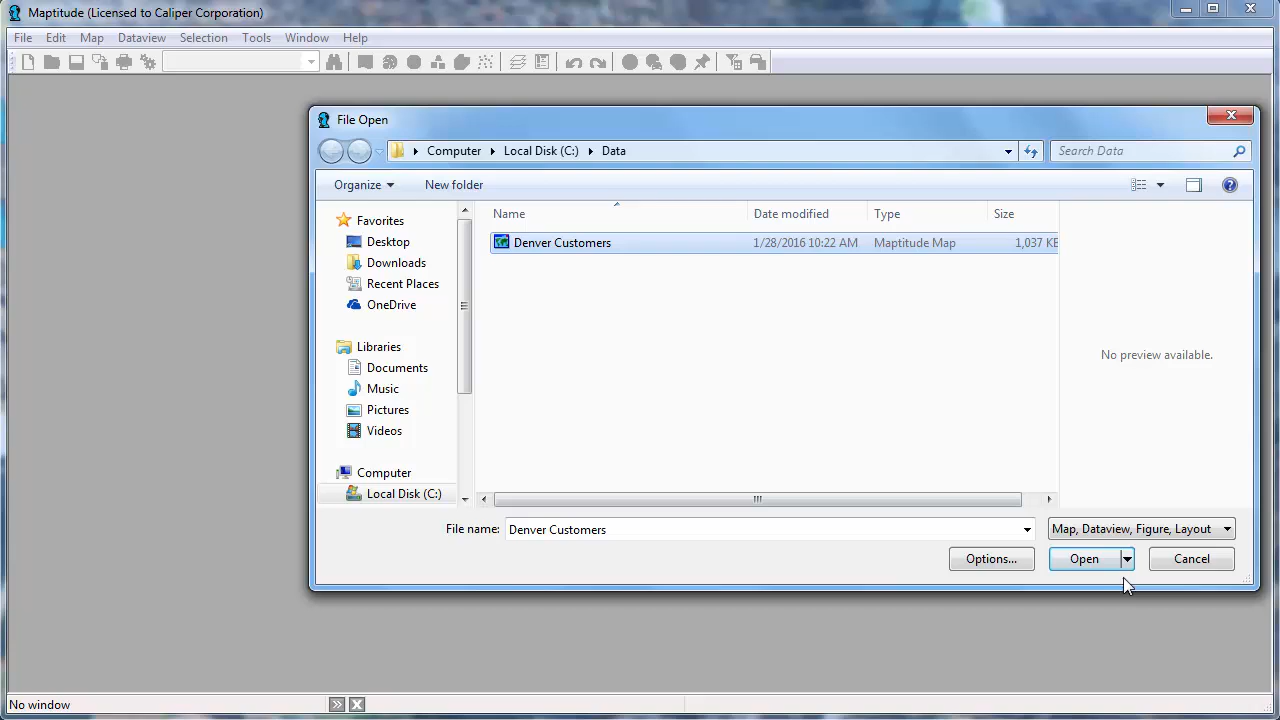 Maptitude (Licensed to Caliper Corporation)
File Edit Map Dataview Selection Tools Window Help
File Open
Computer Local Disk (C:) Data Search Data
Organize New folder
Favorites
Desktop
Downloads
Recent Places
OneDrive
Libraries
Documents
Music
Pictures
Videos
Computer
Local Disk (C:)
Name Date modified Type Size
Denver Customers 1/28/2016 10:22 AM Maptitude Map 1,037 KB
No preview available.
File name: Denver Customers Map, Dataview, Figure, Layout
Options... Open Cancel
No window